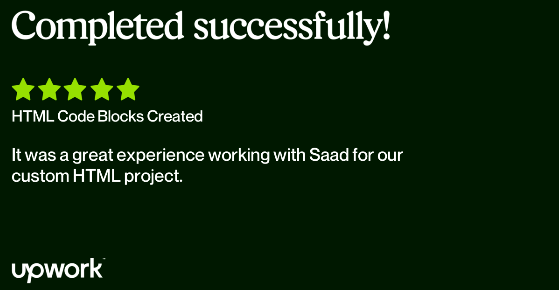 Completed successfully!
HTML Code Blocks Created
It was a great experience working with Saad for our
custom HTML project.
upwork